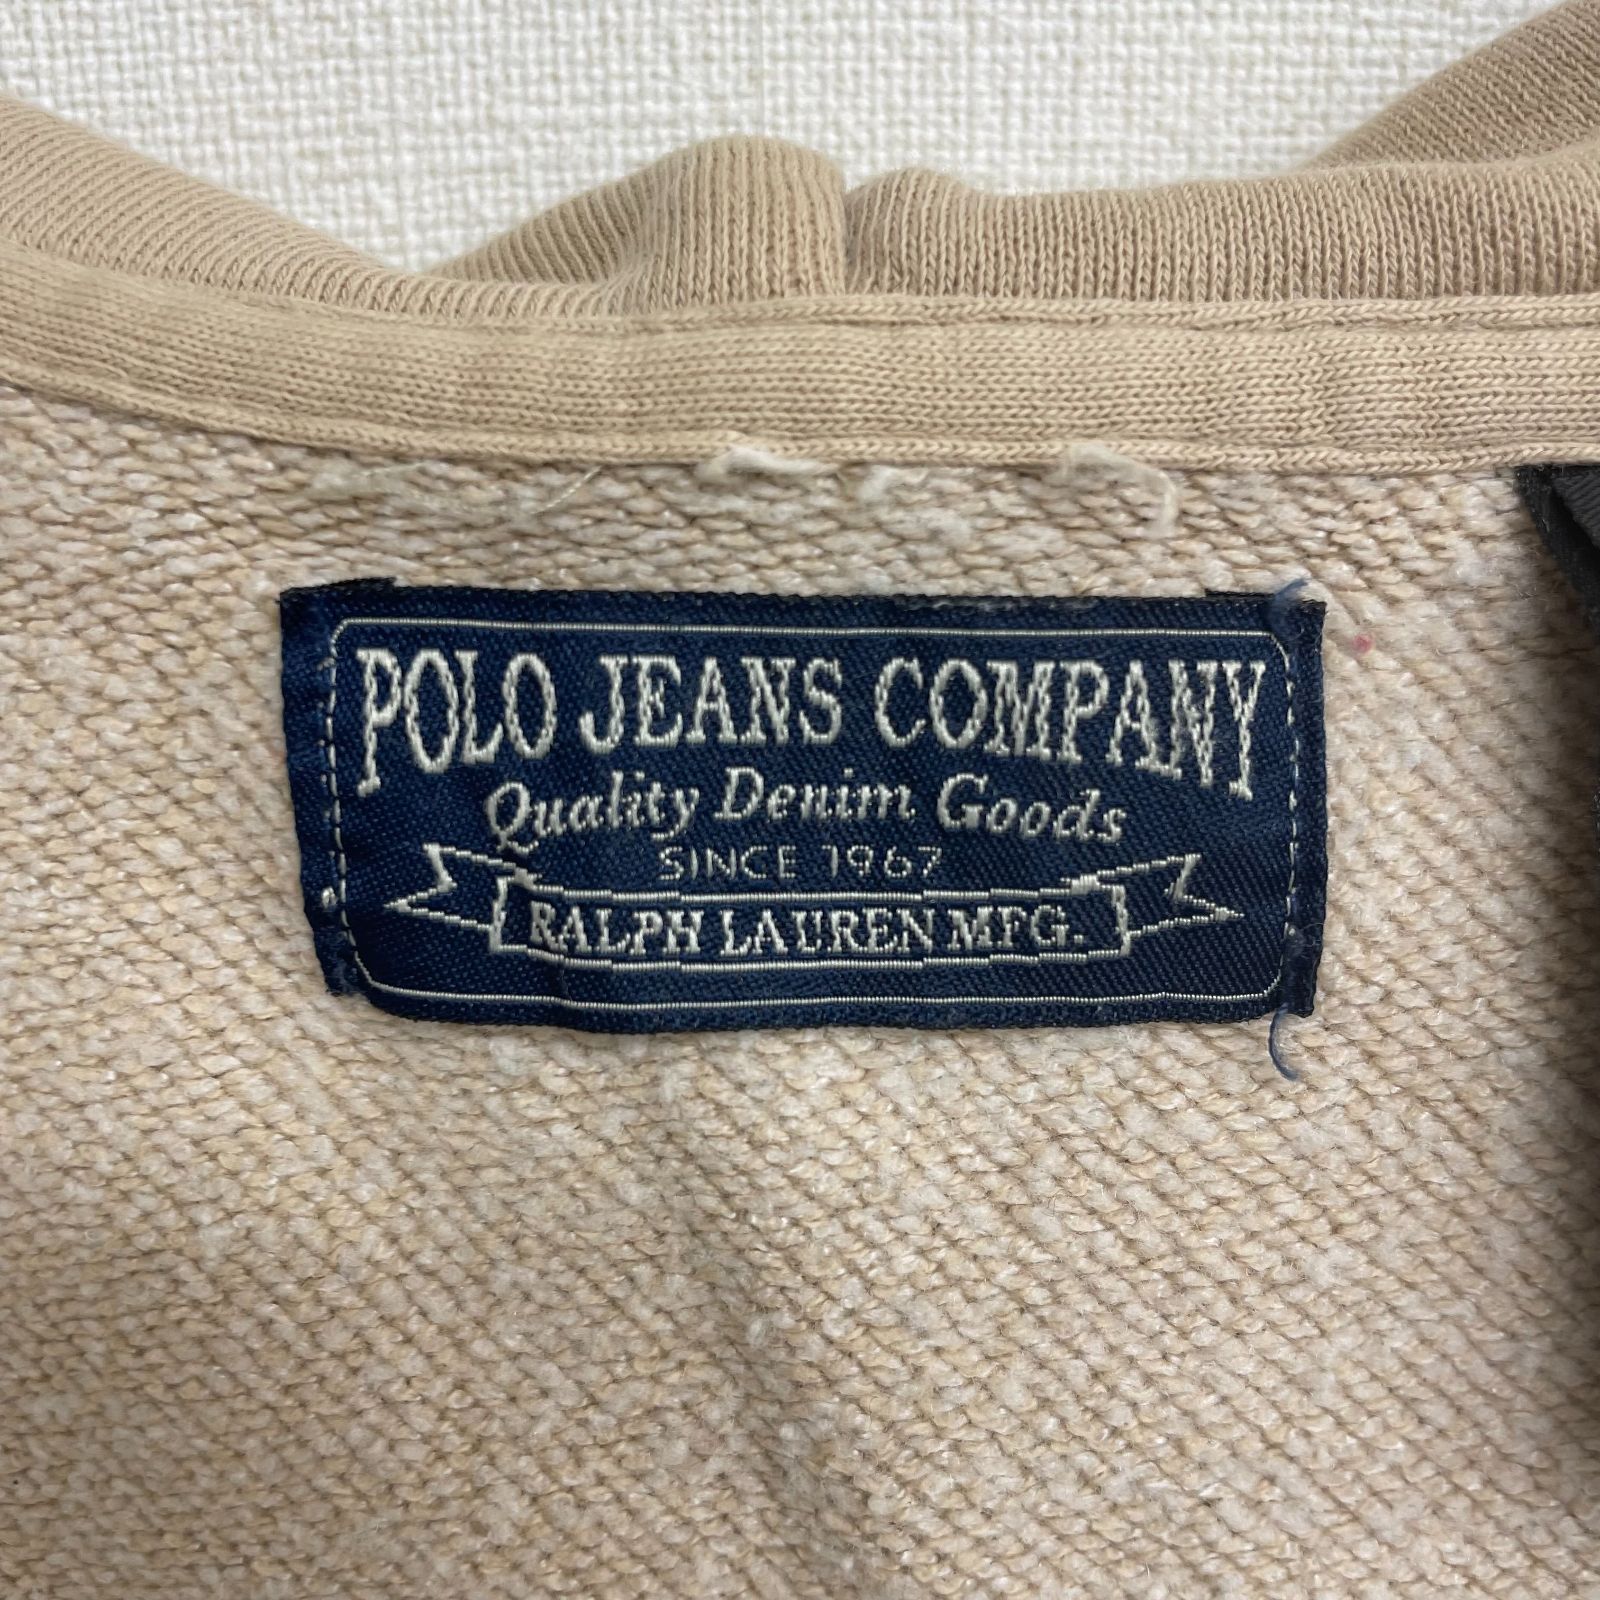 POLO JEANS COMPANY
Quality Denim Goods
SINCE 1967
RALPH LAUREN MFG.